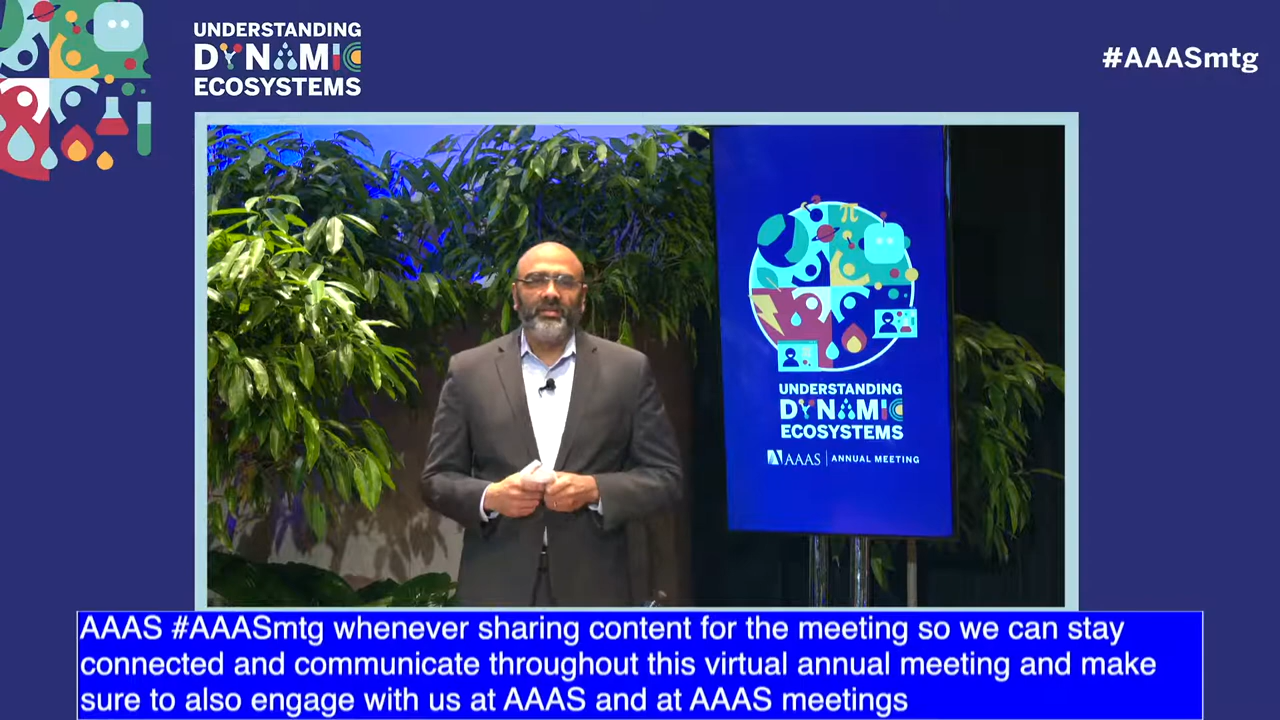 UNDERSTANDING
DYNAMIC
ECOSYSTEMS
#AAASmtg
π
UNDERSTANDING
DYNAMIC
ECOSYSTEMS
AAAS | ANNUAL MEETING
AAAS #AAASmtg whenever sharing content for the meeting so we can stay
connected and communicate throughout this virtual annual meeting and make
sure to also engage with us at AAAS and at AAAS meetings